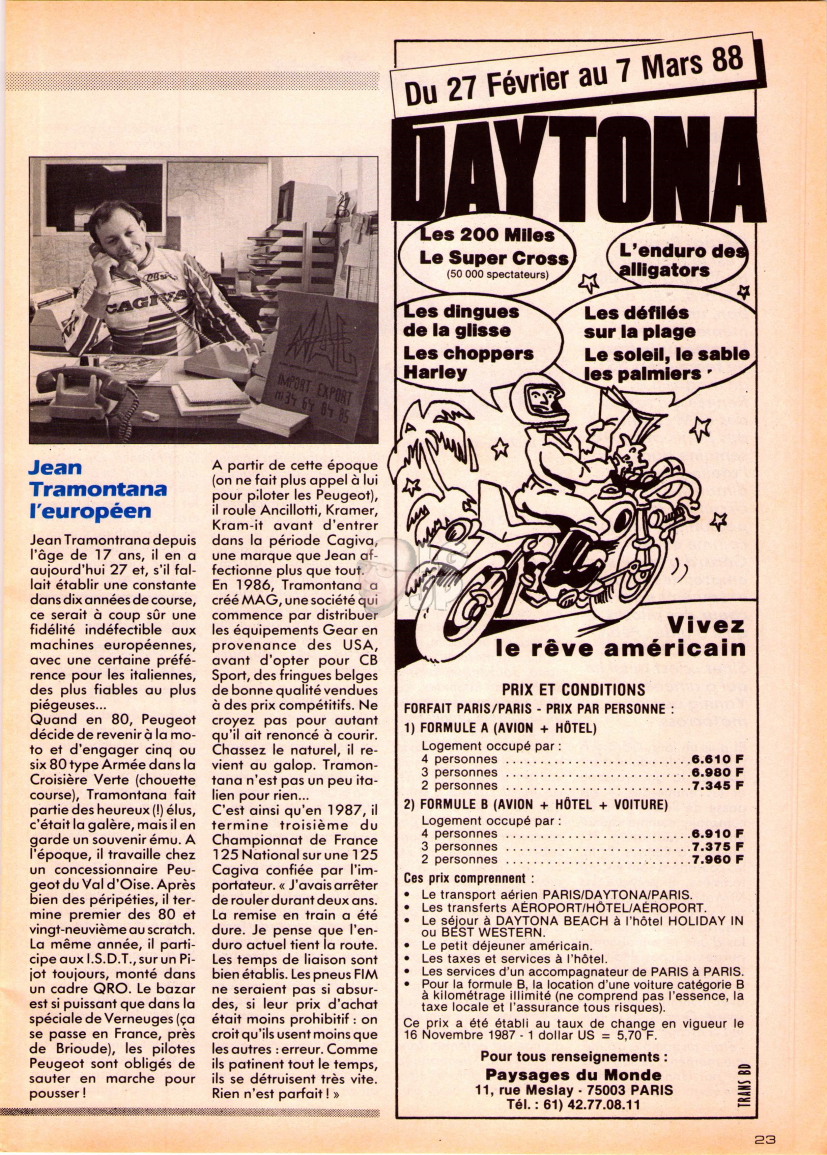 CAGIVA
MAG
IMPORT EXPORT
Jean
Tramontana
l'européen
Jean Tramontrana depuis
l'âge de 17 ans, il en a
aujourd'hui 27 et, s'il fal-
lait établir une constante
dans dix années de course,
ce serait à coup sûr une
fidélité indéfectible aux
machines européennes,
avec une certaine préfé-
rence pour les italiennes,
des plus fiables au plus
piégeuses...
Quand en 80, Peugeot
décide de revenir à la mo-
to et d'engager cinq ou
six 80 type Armée dans la
Croisière Verte (chouette
course), Tramontana fait
partie des heureux (!) élus,
c'était la galère, mais il en
garde un souvenir ému. A
l'époque, il travaille chez
un concessionnaire Peu-
geot du Val d'Oise. Après
bien des péripéties, il ter-
mine premier des 80 et
vingt-neuvième au scratch.
La même année, il parti-
cipe aux I.S.D.T., sur un Pi-
jot toujours, monté dans
un cadre QRO. Le bazar
est si puissant que dans la
spéciale de Verneuges (ça
se passe en France, près
de Brioude), les pilotes
Peugeot sont obligés de
sauter en marche pour
pousser !
A partir de cette époque
(on ne fait plus appel à lui
pour piloter les Peugeot),
il roule Ancillotti, Kramer,
Kram-it avant d'entrer
dans la période Cagiva,
une marque que Jean af-
fectionne plus que tout.
En 1986, Tramontana a
créé MAG, une société qui
commence par distribuer
les équipements Gear en
provenance des USA,
avant d'opter pour CB
Sport, des fringues belges
de bonne qualité vendues
à des prix compétitifs. Ne
croyez pas pour autant
qu'il ait renoncé à courir.
Chassez le naturel, il re-
vient au galop. Tramon-
tana n'est pas un peu ita-
lien pour rien...
C'est ainsi qu'en 1987, il
termine troisième du
Championnat de France
125 National sur une 125
Cagiva confiée par l'im-
portateur. « J'avais arrêter
de rouler durant deux ans.
La remise en train a été
dure. Je pense que l'en-
duro actuel tient la route.
Les temps de liaison sont
bien établis. Les pneus FIM
ne seraient pas si absur-
des, si leur prix d'achat
était moins prohibitif : on
croit qu'ils usent moins que
les autres : erreur. Comme
ils patinent tout le temps,
ils se détruisent très vite.
Rien n'est parfait ! »
Du 27 Février au 7 Mars 88
DAYTONA
Les 200 Miles
Le Super Cross
(50 000 spectateurs)
L'enduro des
alligators
Les dingues
de la glisse
Les choppers
Harley
Les défilés
sur la plage
Le soleil, le sable
les palmiers
Vivez
le rêve américain
PRIX ET CONDITIONS
FORFAIT PARIS/PARIS - PRIX PAR PERSONNE :
1) FORMULE A (AVION + HÔTEL)
Logement occupé par :
4 personnes ........................... 6.610 F
3 personnes ........................... 6.980 F
2 personnes ........................... 7.345 F
2) FORMULE B (AVION + HÔTEL + VOITURE)
Logement occupé par :
4 personnes ........................... 6.910 F
3 personnes ........................... 7.375 F
2 personnes ........................... 7.960 F
Ces prix comprennent :
• Le transport aérien PARIS/DAYTONA/PARIS.
• Les transferts AÉROPORT/HÔTEL/AÉROPORT.
• Le séjour à DAYTONA BEACH à l'hôtel HOLIDAY IN
ou BEST WESTERN.
• Le petit déjeuner américain.
• Les taxes et services à l'hôtel.
• Les services d'un accompagnateur de PARIS à PARIS.
• Pour la formule B, la location d'une voiture catégorie B
à kilométrage illimité (ne comprend pas l'essence, la
taxe locale et l'assurance tous risques).
Ce prix a été établi au taux de change en vigueur le
16 Novembre 1987 - 1 dollar US = 5,70 F.
Pour tous renseignements :
Paysages du Monde
11, rue Meslay - 75003 PARIS
Tél. : 61) 42.77.08.11
TRANS BD
23